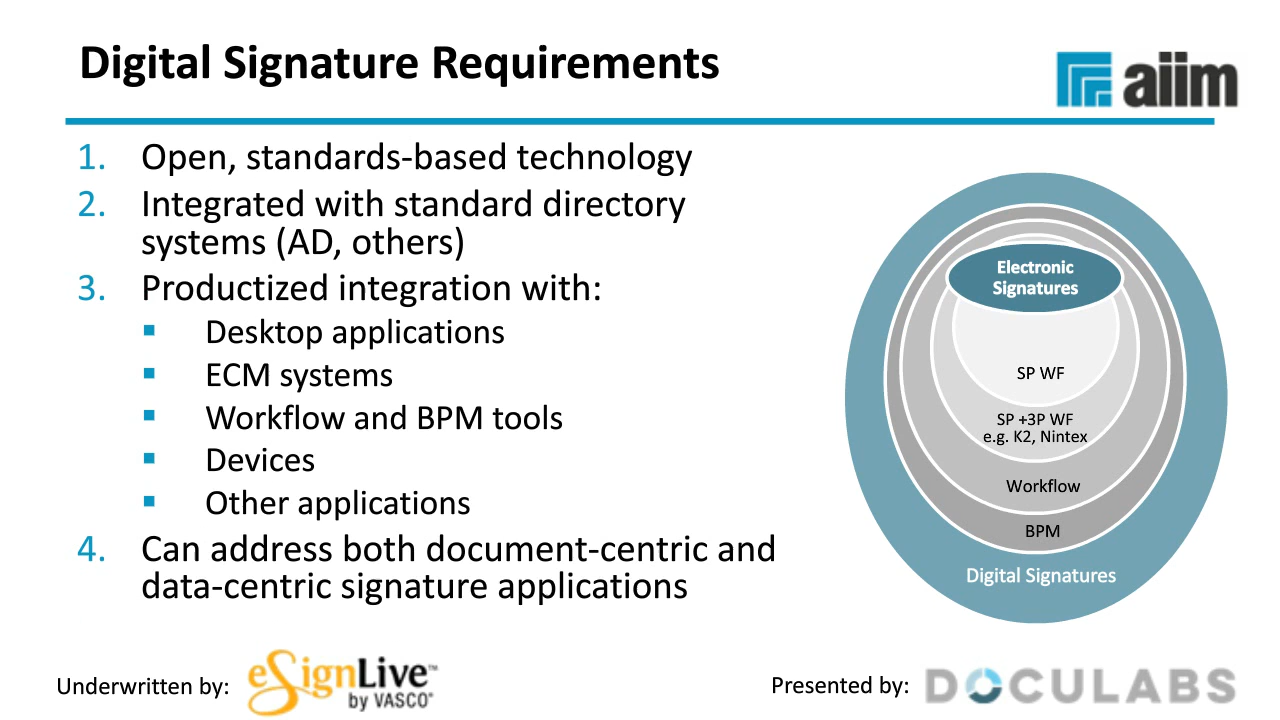 Digital Signature Requirements
aiim
1. Open, standards-based technology
2. Integrated with standard directory
systems (AD, others)
3. Productized integration with:
▪ Desktop applications
▪ ECM systems
▪ Workflow and BPM tools
▪ Devices
▪ Other applications
4. Can address both document-centric and
data-centric signature applications
Electronic
Signatures
SP WF
SP +3P WF
e.g. K2, Nintex
Workflow
BPM
Digital Signatures
Underwritten by:
eSignLive™
by VASCO®
Presented by:
DOCULABS